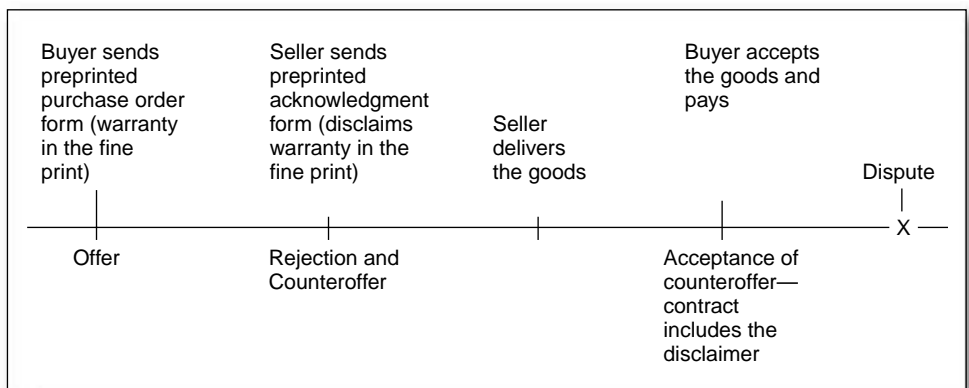 Buyer sends
preprinted
purchase order
form (warranty
in the fine
print)
Seller sends
preprinted
acknowledgment
form (disclaims
warranty in the
fine print)
Seller
delivers
the goods
Buyer accepts
the goods and
pays
Dispute
X
Offer
Rejection and
Counteroffer
Acceptance of
counteroffer—
contract
includes the
disclaimer